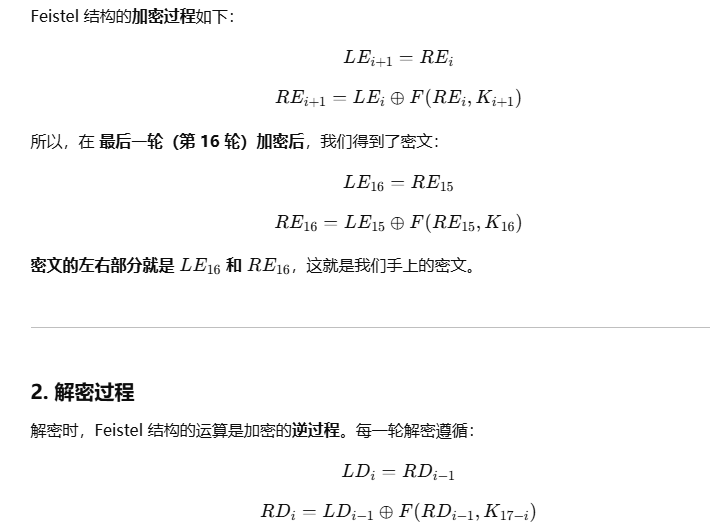 Feistel 结构的加密过程如下：
LE_{i+1} = RE_i
RE_{i+1} = LE_i ⊕ F(RE_i, K_{i+1})
所以，在 最后一轮（第 16 轮）加密后，我们得到了密文：
LE_{16} = RE_{15}
RE_{16} = LE_{15} ⊕ F(RE_{15}, K_{16})
密文的左右部分就是 LE_{16} 和 RE_{16}，这就是我们手上的密文。
2. 解密过程
解密时，Feistel 结构的运算是加密的逆过程。每一轮解密遵循：
LD_i = RD_{i-1}
RD_i = LD_{i-1} ⊕ F(RD_{i-1}, K_{17-i})